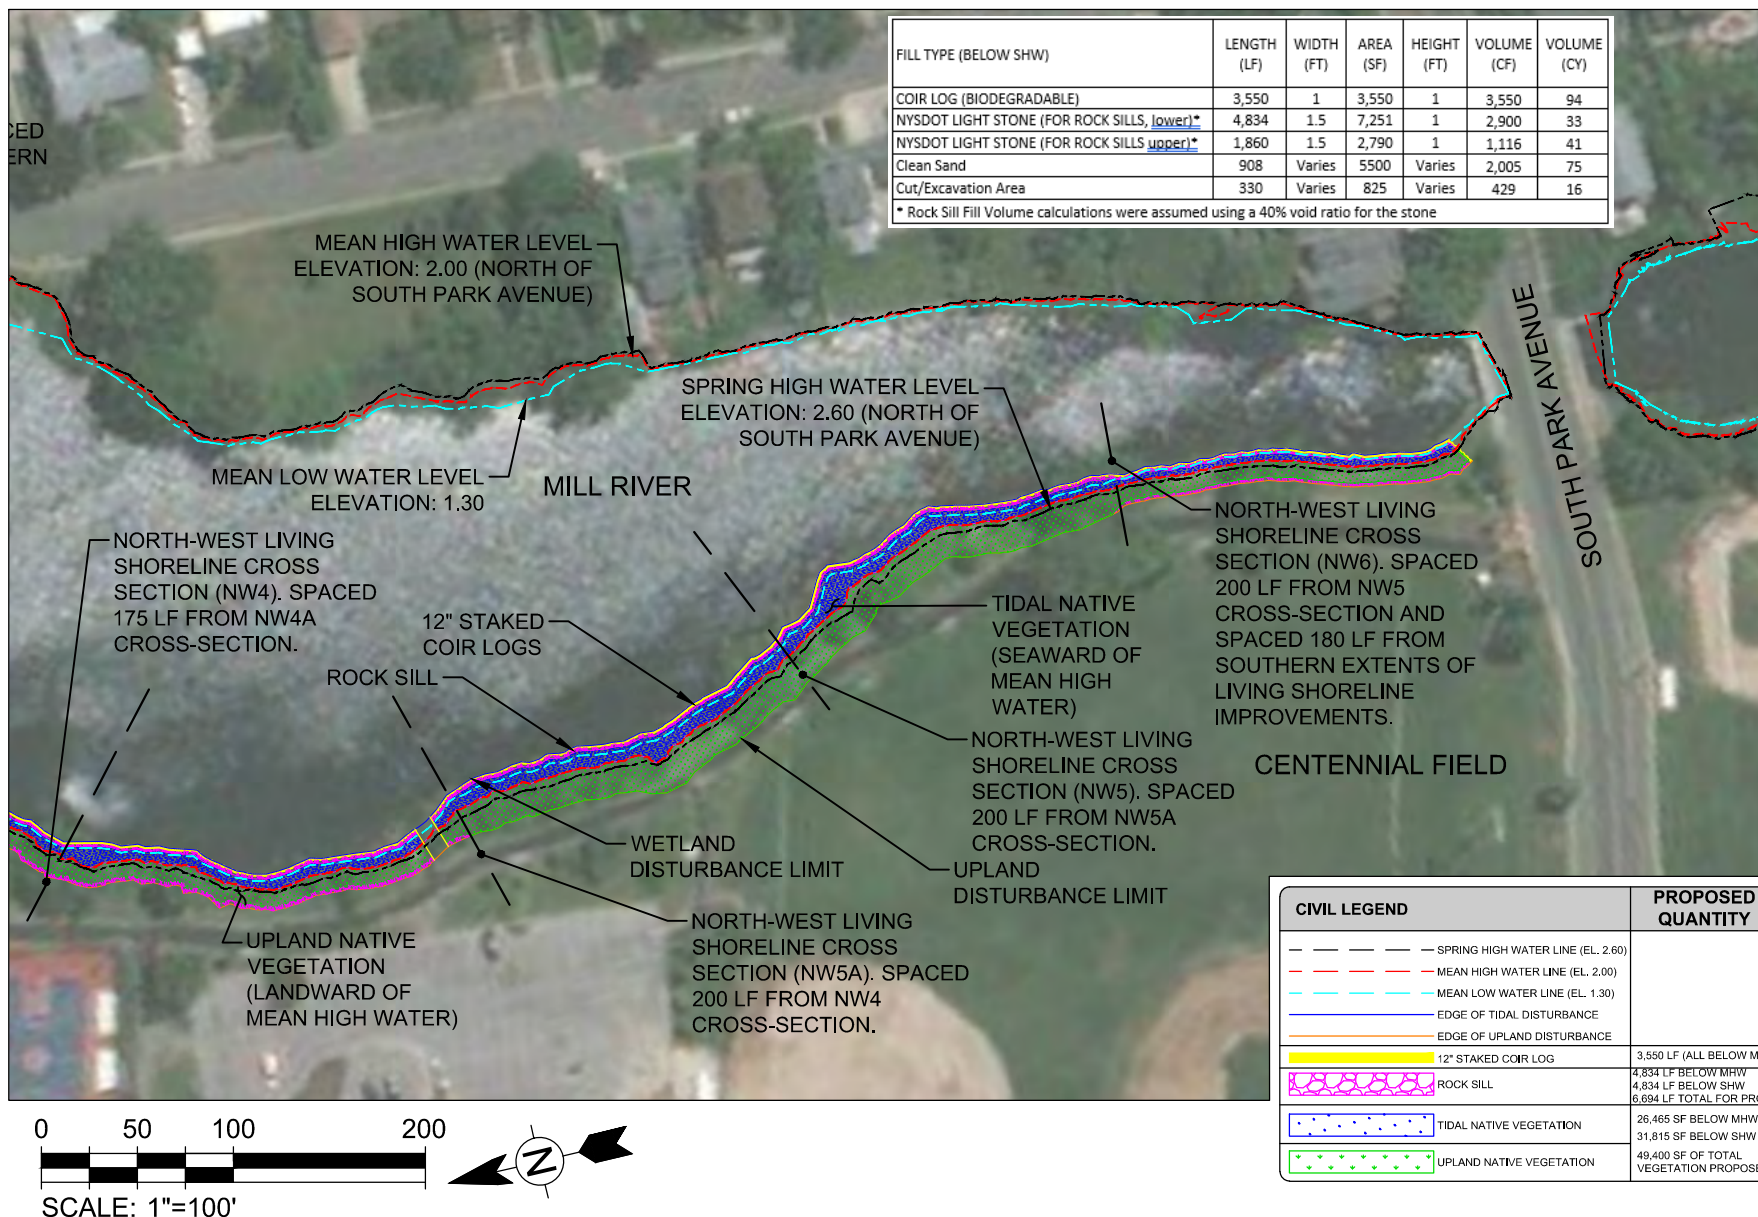 FILL TYPE (BELOW SHW) LENGTH (LF) WIDTH (FT) AREA (SF) HEIGHT (FT) VOLUME (CF) VOLUME (CY)
COIR LOG (BIODEGRADABLE) 3,550 1 3,550 1 3,550 94
NYSDOT LIGHT STONE (FOR ROCK SILLS, lower)* 4,834 1.5 7,251 1 2,900 33
NYSDOT LIGHT STONE (FOR ROCK SILLS upper)* 1,860 1.5 2,790 1 1,116 41
Clean Sand 908 Varies 5500 Varies 2,005 75
Cut/Excavation Area 330 Varies 825 Varies 429 16
* Rock Sill Fill Volume calculations were assumed using a 40% void ratio for the stone
MEAN HIGH WATER LEVEL
ELEVATION: 2.00 (NORTH OF
SOUTH PARK AVENUE)
SPRING HIGH WATER LEVEL
ELEVATION: 2.60 (NORTH OF
SOUTH PARK AVENUE)
SOUTH PARK AVENUE
MEAN LOW WATER LEVEL
ELEVATION: 1.30
MILL RIVER
NORTH-WEST LIVING
SHORELINE CROSS
SECTION (NW4). SPACED
175 LF FROM NW4A
CROSS-SECTION.
12" STAKED
COIR LOGS
ROCK SILL
TIDAL NATIVE
VEGETATION
(SEAWARD OF
MEAN HIGH
WATER)
NORTH-WEST LIVING
SHORELINE CROSS
SECTION (NW6). SPACED
200 LF FROM NW5
CROSS-SECTION AND
SPACED 180 LF FROM
SOUTHERN EXTENTS OF
LIVING SHORELINE
IMPROVEMENTS.
NORTH-WEST LIVING
SHORELINE CROSS
SECTION (NW5). SPACED
200 LF FROM NW5A
CROSS-SECTION.
CENTENNIAL FIELD
WETLAND
DISTURBANCE LIMIT
UPLAND
DISTURBANCE LIMIT
UPLAND NATIVE
VEGETATION
(LANDWARD OF
MEAN HIGH WATER)
NORTH-WEST LIVING
SHORELINE CROSS
SECTION (NW5A). SPACED
200 LF FROM NW4
CROSS-SECTION.
CIVIL LEGEND PROPOSED QUANTITY
SPRING HIGH WATER LINE (EL. 2.60)
MEAN HIGH WATER LINE (EL. 2.00)
MEAN LOW WATER LINE (EL. 1.30)
EDGE OF TIDAL DISTURBANCE
EDGE OF UPLAND DISTURBANCE
12" STAKED COIR LOG 3,550 LF (ALL BELOW M
ROCK SILL
4,834 LF BELOW MHW
4,834 LF BELOW SHW
6,694 LF TOTAL FOR PRO
TIDAL NATIVE VEGETATION
26,465 SF BELOW MHW
31,815 SF BELOW SHW
UPLAND NATIVE VEGETATION
49,400 SF OF TOTAL
VEGETATION PROPOSE
0 50 100 200
SCALE: 1"=100'
N